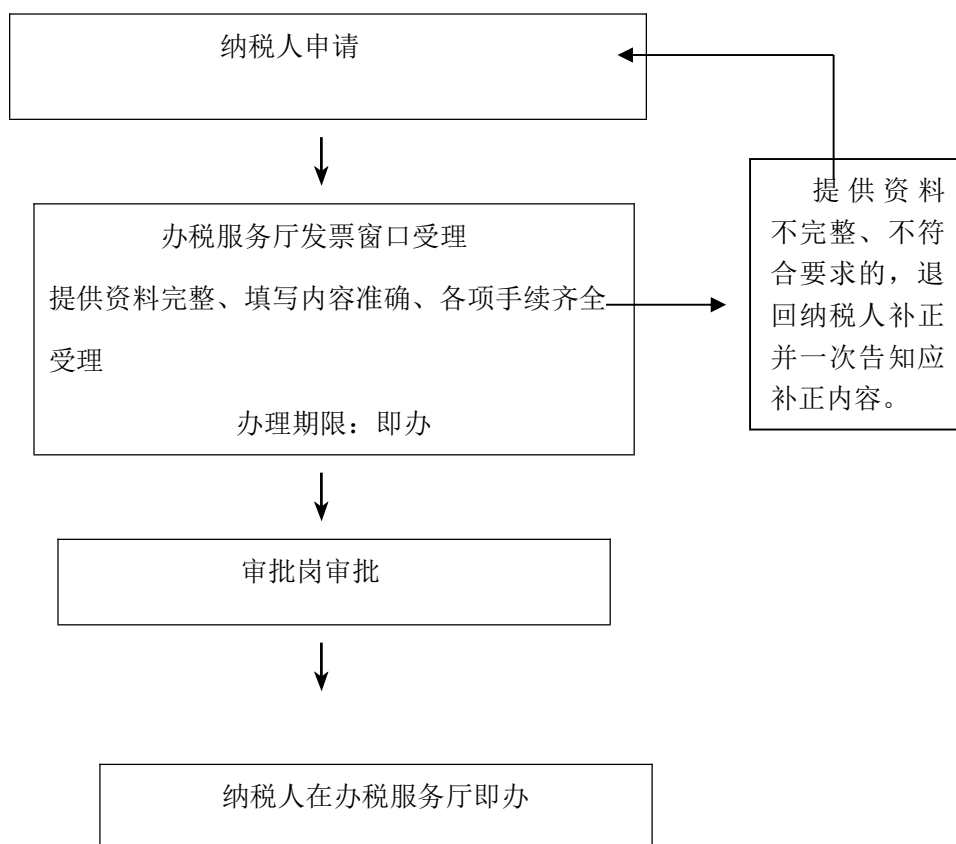 纳税人申请
办税服务厅发票窗口受理
提供资料完整、填写内容准确、各项手续齐全
受理
办理期限：即办
提供资料
不完整、不符
合要求的，退
回纳税人补正
并一次告知应
补正内容。
审批岗审批
纳税人在办税服务厅即办